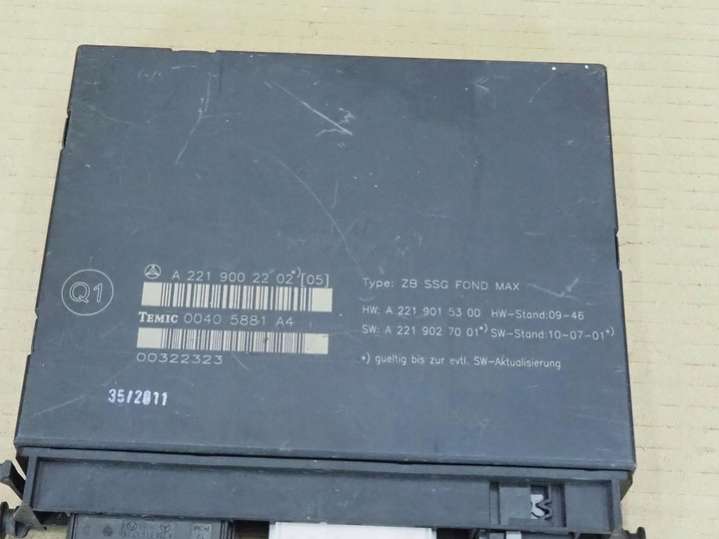 A 221 900 22 02*)[05]
TEMIC 0040 5881 A4
00322323
Q1
35/2011
Type: ZB SSG FOND MAX
HW: A 221 901 53 00 HW-Stand:09-46
SW: A 221 902 70 01*) SW-Stand:10-07-01*)
*) gueltig bis zur evtl. SW-Aktualisierung